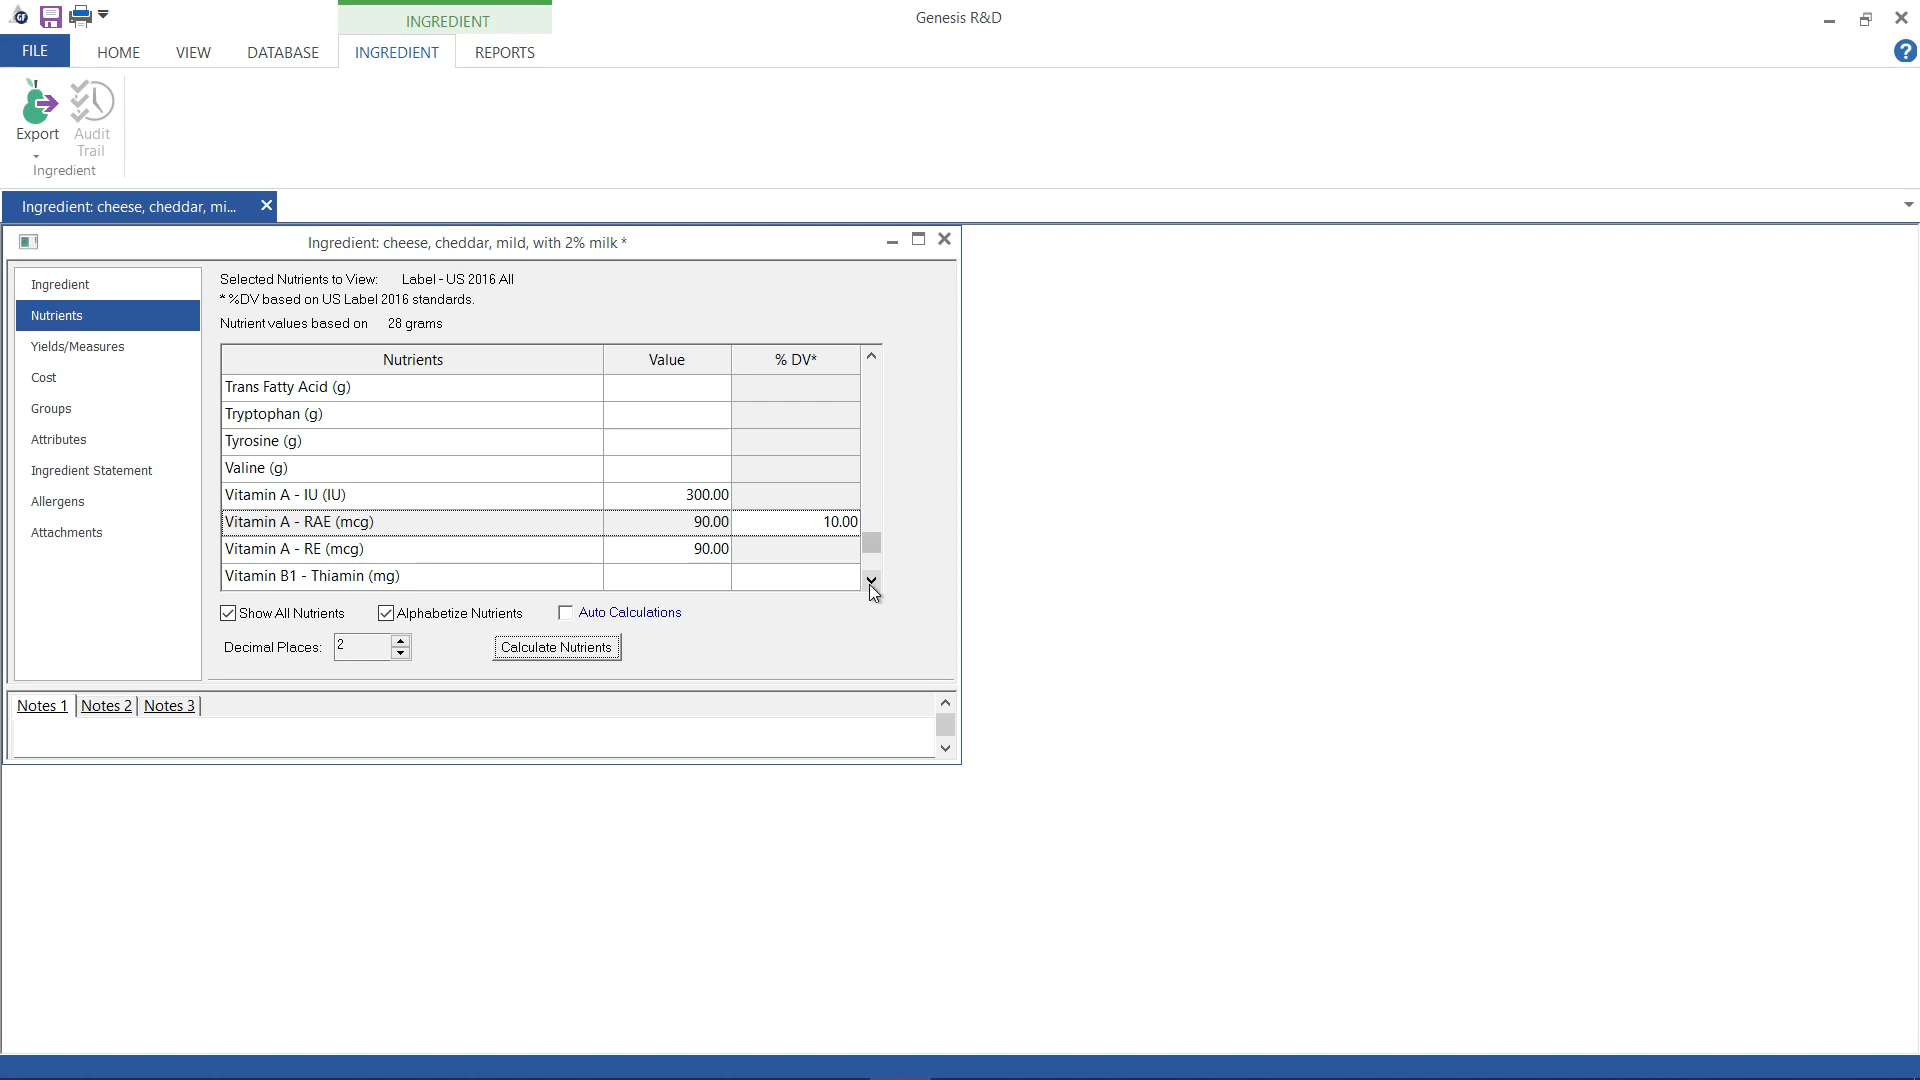 GF
INGREDIENT
Genesis R&D
FILE
HOME
VIEW
DATABASE
INGREDIENT
REPORTS
?
Export
Audit
Trail
Ingredient
Ingredient: cheese, cheddar, mi...
Ingredient: cheese, cheddar, mild, with 2% milk *
Ingredient
Nutrients
Yields/Measures
Cost
Groups
Attributes
Ingredient Statement
Allergens
Attachments
Selected Nutrients to View: Label - US 2016 All
* %DV based on US Label 2016 standards.
Nutrient values based on 28 grams
Nutrients Value % DV*
Trans Fatty Acid (g)
Tryptophan (g)
Tyrosine (g)
Valine (g)
Vitamin A - IU (IU) 300.00
Vitamin A - RAE (mcg) 90.00 10.00
Vitamin A - RE (mcg) 90.00
Vitamin B1 - Thiamin (mg)
Show All Nutrients
Alphabetize Nutrients
Auto Calculations
Decimal Places: 2
Calculate Nutrients
Notes 1 Notes 2 Notes 3